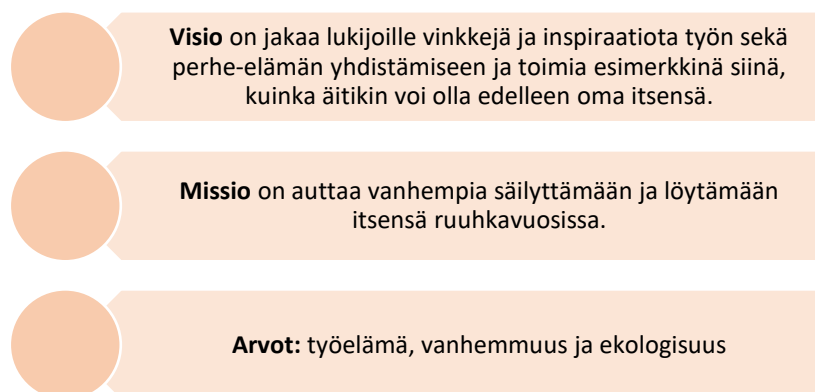 Visio on jakaa lukijoille vinkkejä ja inspiraatiota työn sekä
perhe-elämän yhdistämiseen ja toimia esimerkkinä siinä,
kuinka äitikin voi olla edelleen oma itsensä.
Missio on auttaa vanhempia säilyttämään ja löytämään
itsensä ruuhkavuosissa.
Arvot: työelämä, vanhemmuus ja ekologisuus